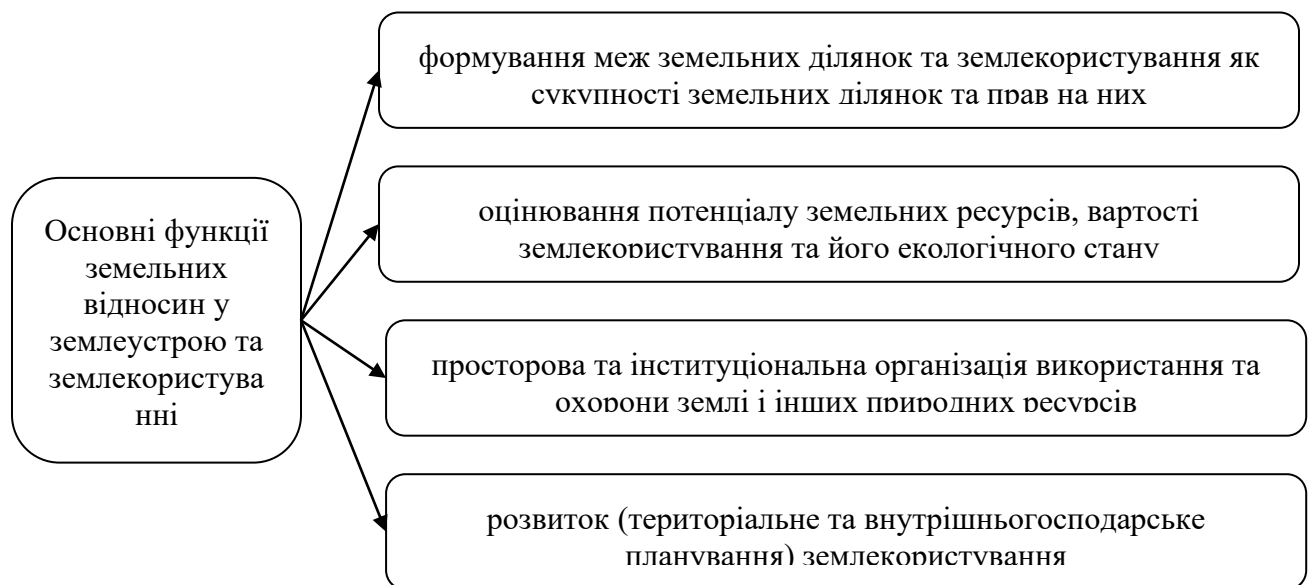 формування меж земельних ділянок та землекористування як
сукупності земельних ділянок та прав на них
оцінювання потенціалу земельних ресурсів, вартості
землекористування та його екологічного стану
Основні функції
земельних
відносин у
землеустрою та
землекористува
нні
просторова та інституціональна організація використання та
охорони землі і інших природних ресурсів
розвиток (територіальне та внутрішньогосподарське
планування) землекористування